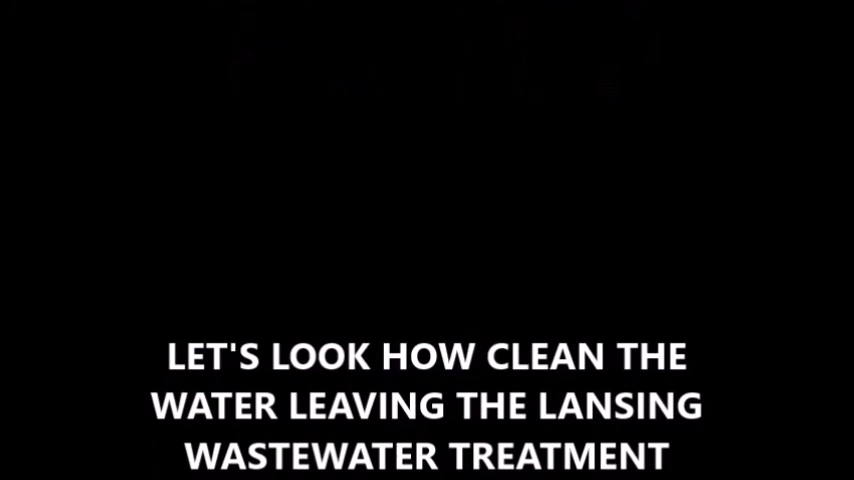 LET'S LOOK HOW CLEAN THE
WATER LEAVING THE LANSING
WASTEWATER TREATMENT